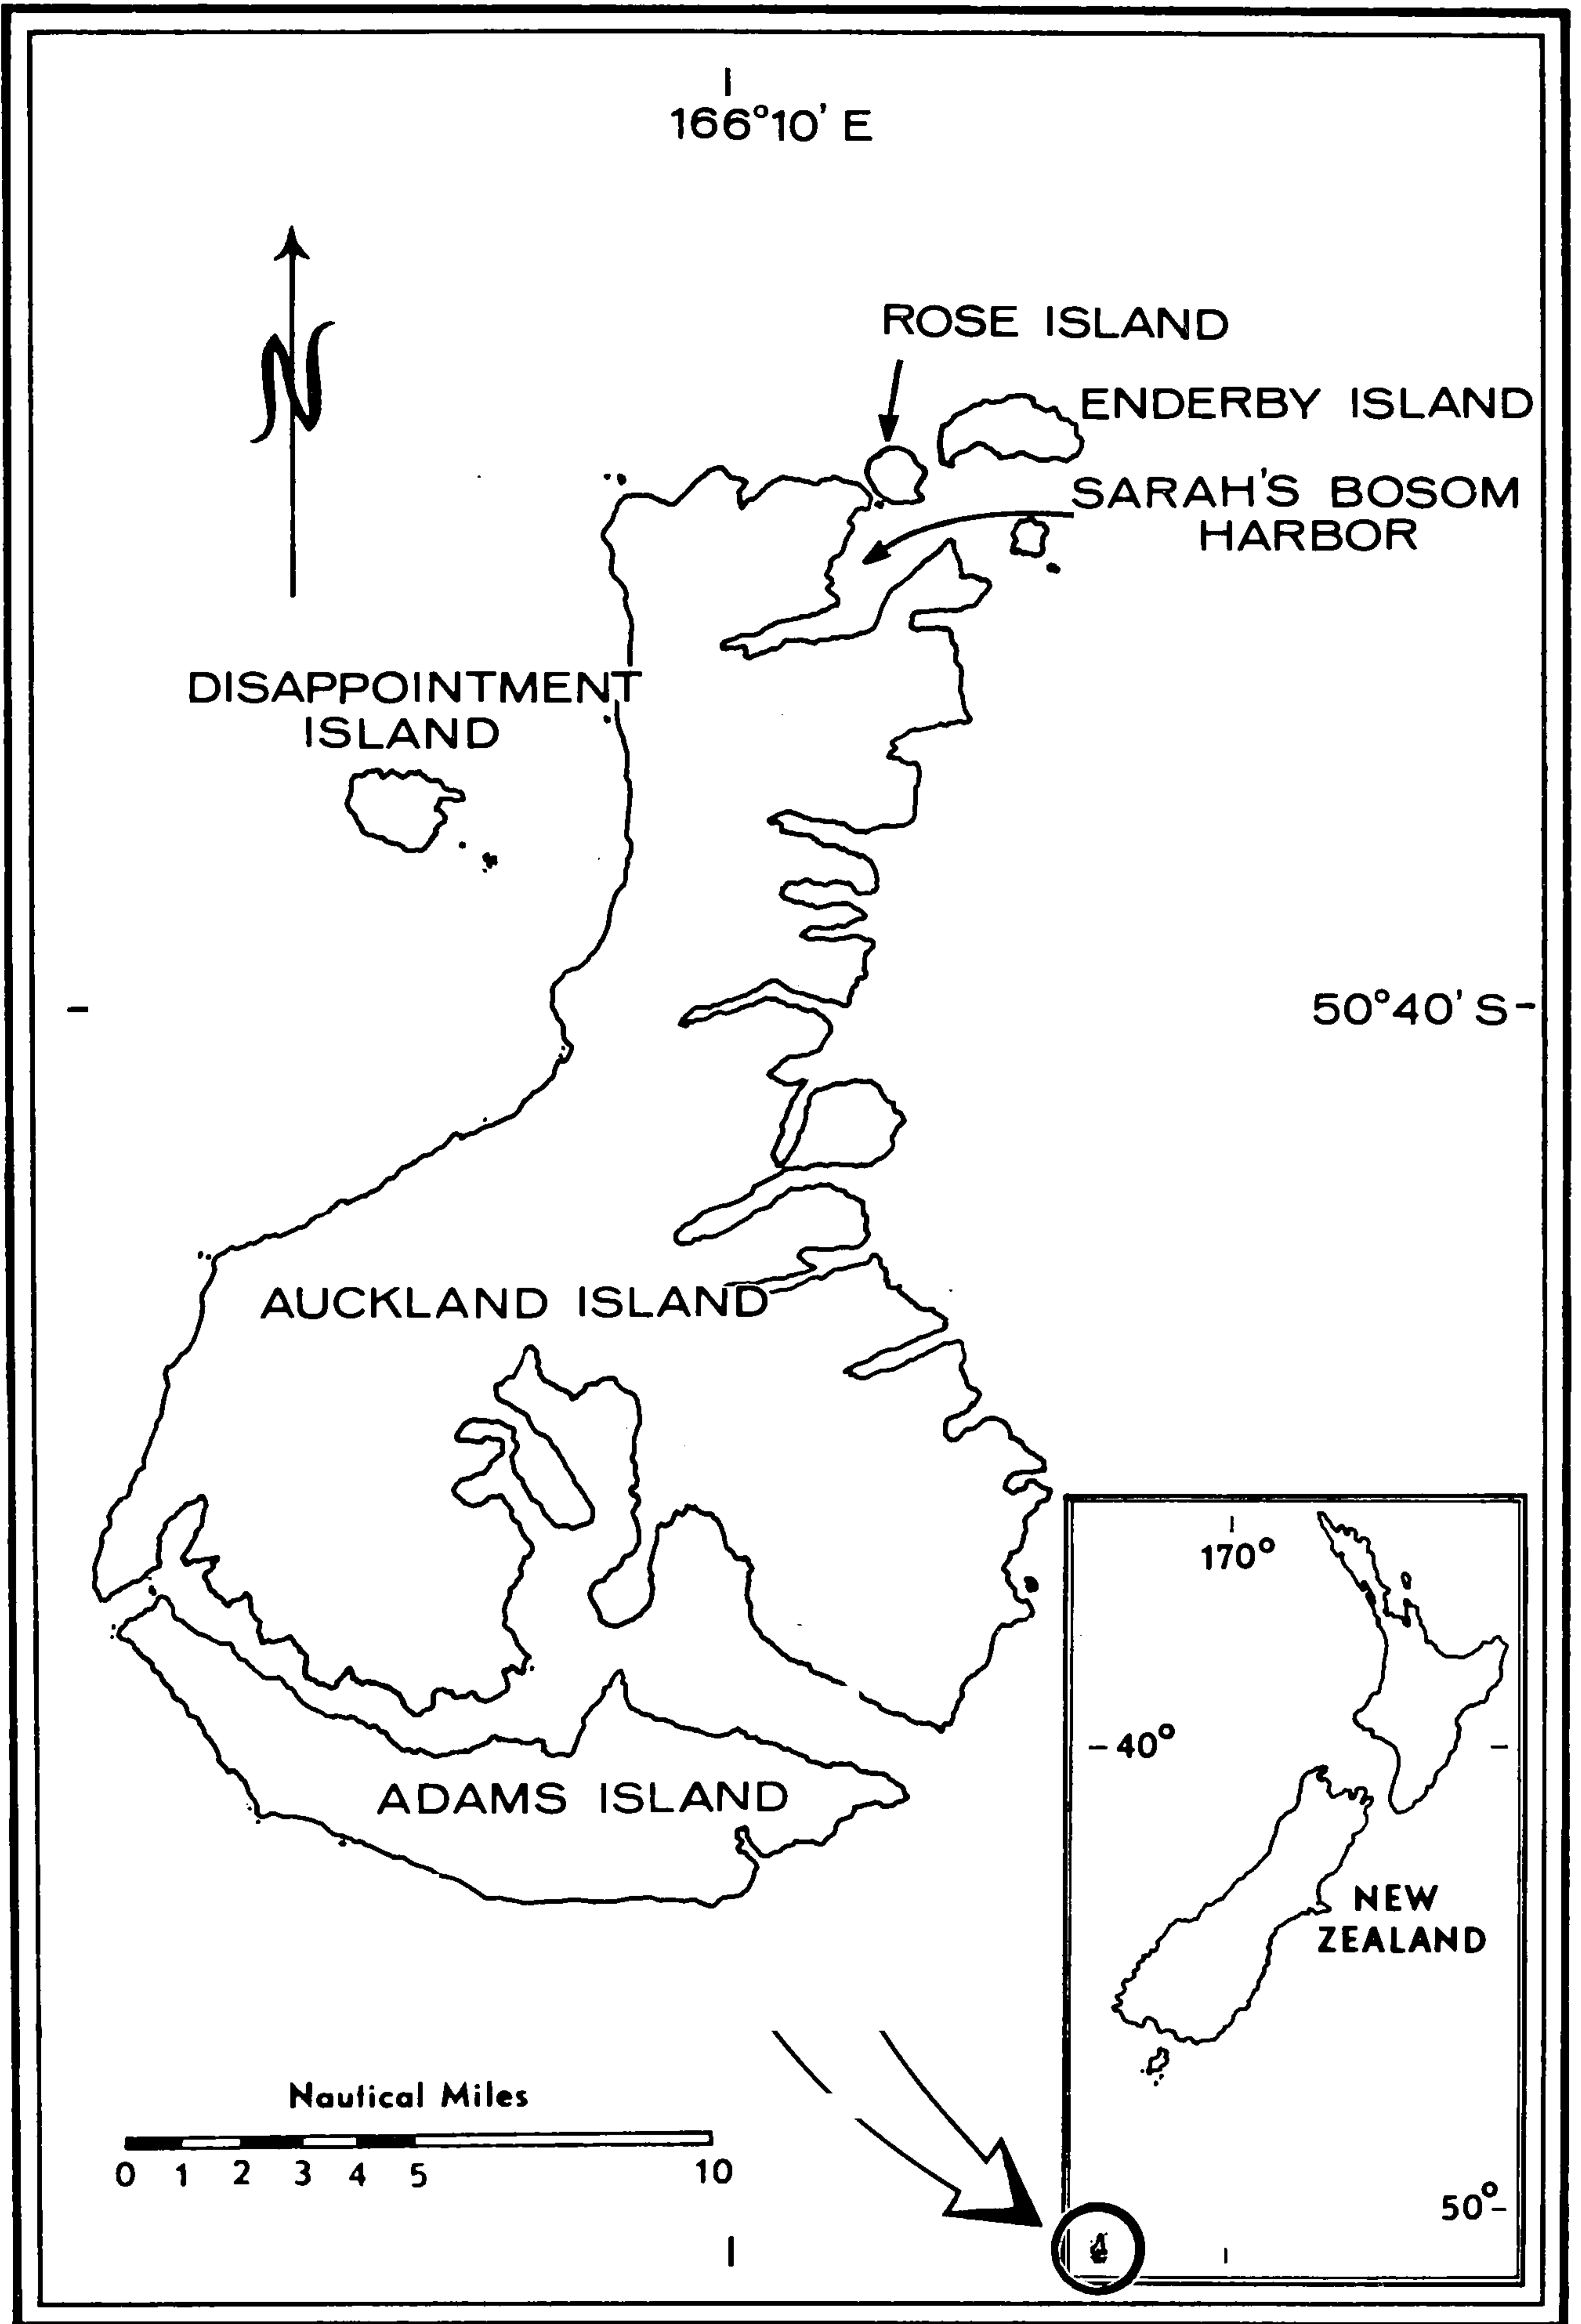 166°10' E
N
ROSE ISLAND
ENDERBY ISLAND
SARAH'S BOSOM
HARBOR
DISAPPOINTMENT
ISLAND
50°40' S
AUCKLAND ISLAND
ADAMS ISLAND
170°
40°
NEW
ZEALAND
50°
Nautical Miles
0 1 2 3 4 5 10